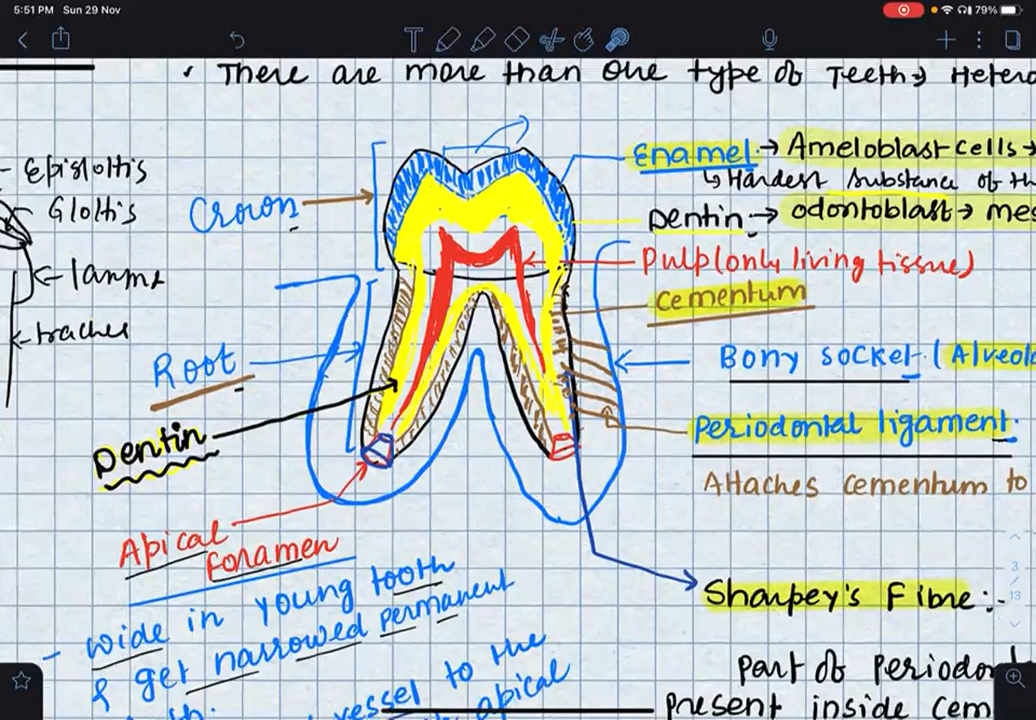 5:51 PM Sun 29 Nov
79%
There are more than one type of Teeth → Heter
Epiglottis
Glottis
trachea
Crown
Root
Dentin
Apical
Foramen
- wide in young tooth
& get narrowed permanent
vessel to the
apical
Enamel → Ameloblast cells →
↳ Hardest substance of th
Dentin → odontoblast → mes
Pulp (only living tissue)
cementum
Bony socket (Alveol
Periodontal ligament
Attaches cementum to
Sharpey's Fibre :-
part of periodon
present inside cem
3
13